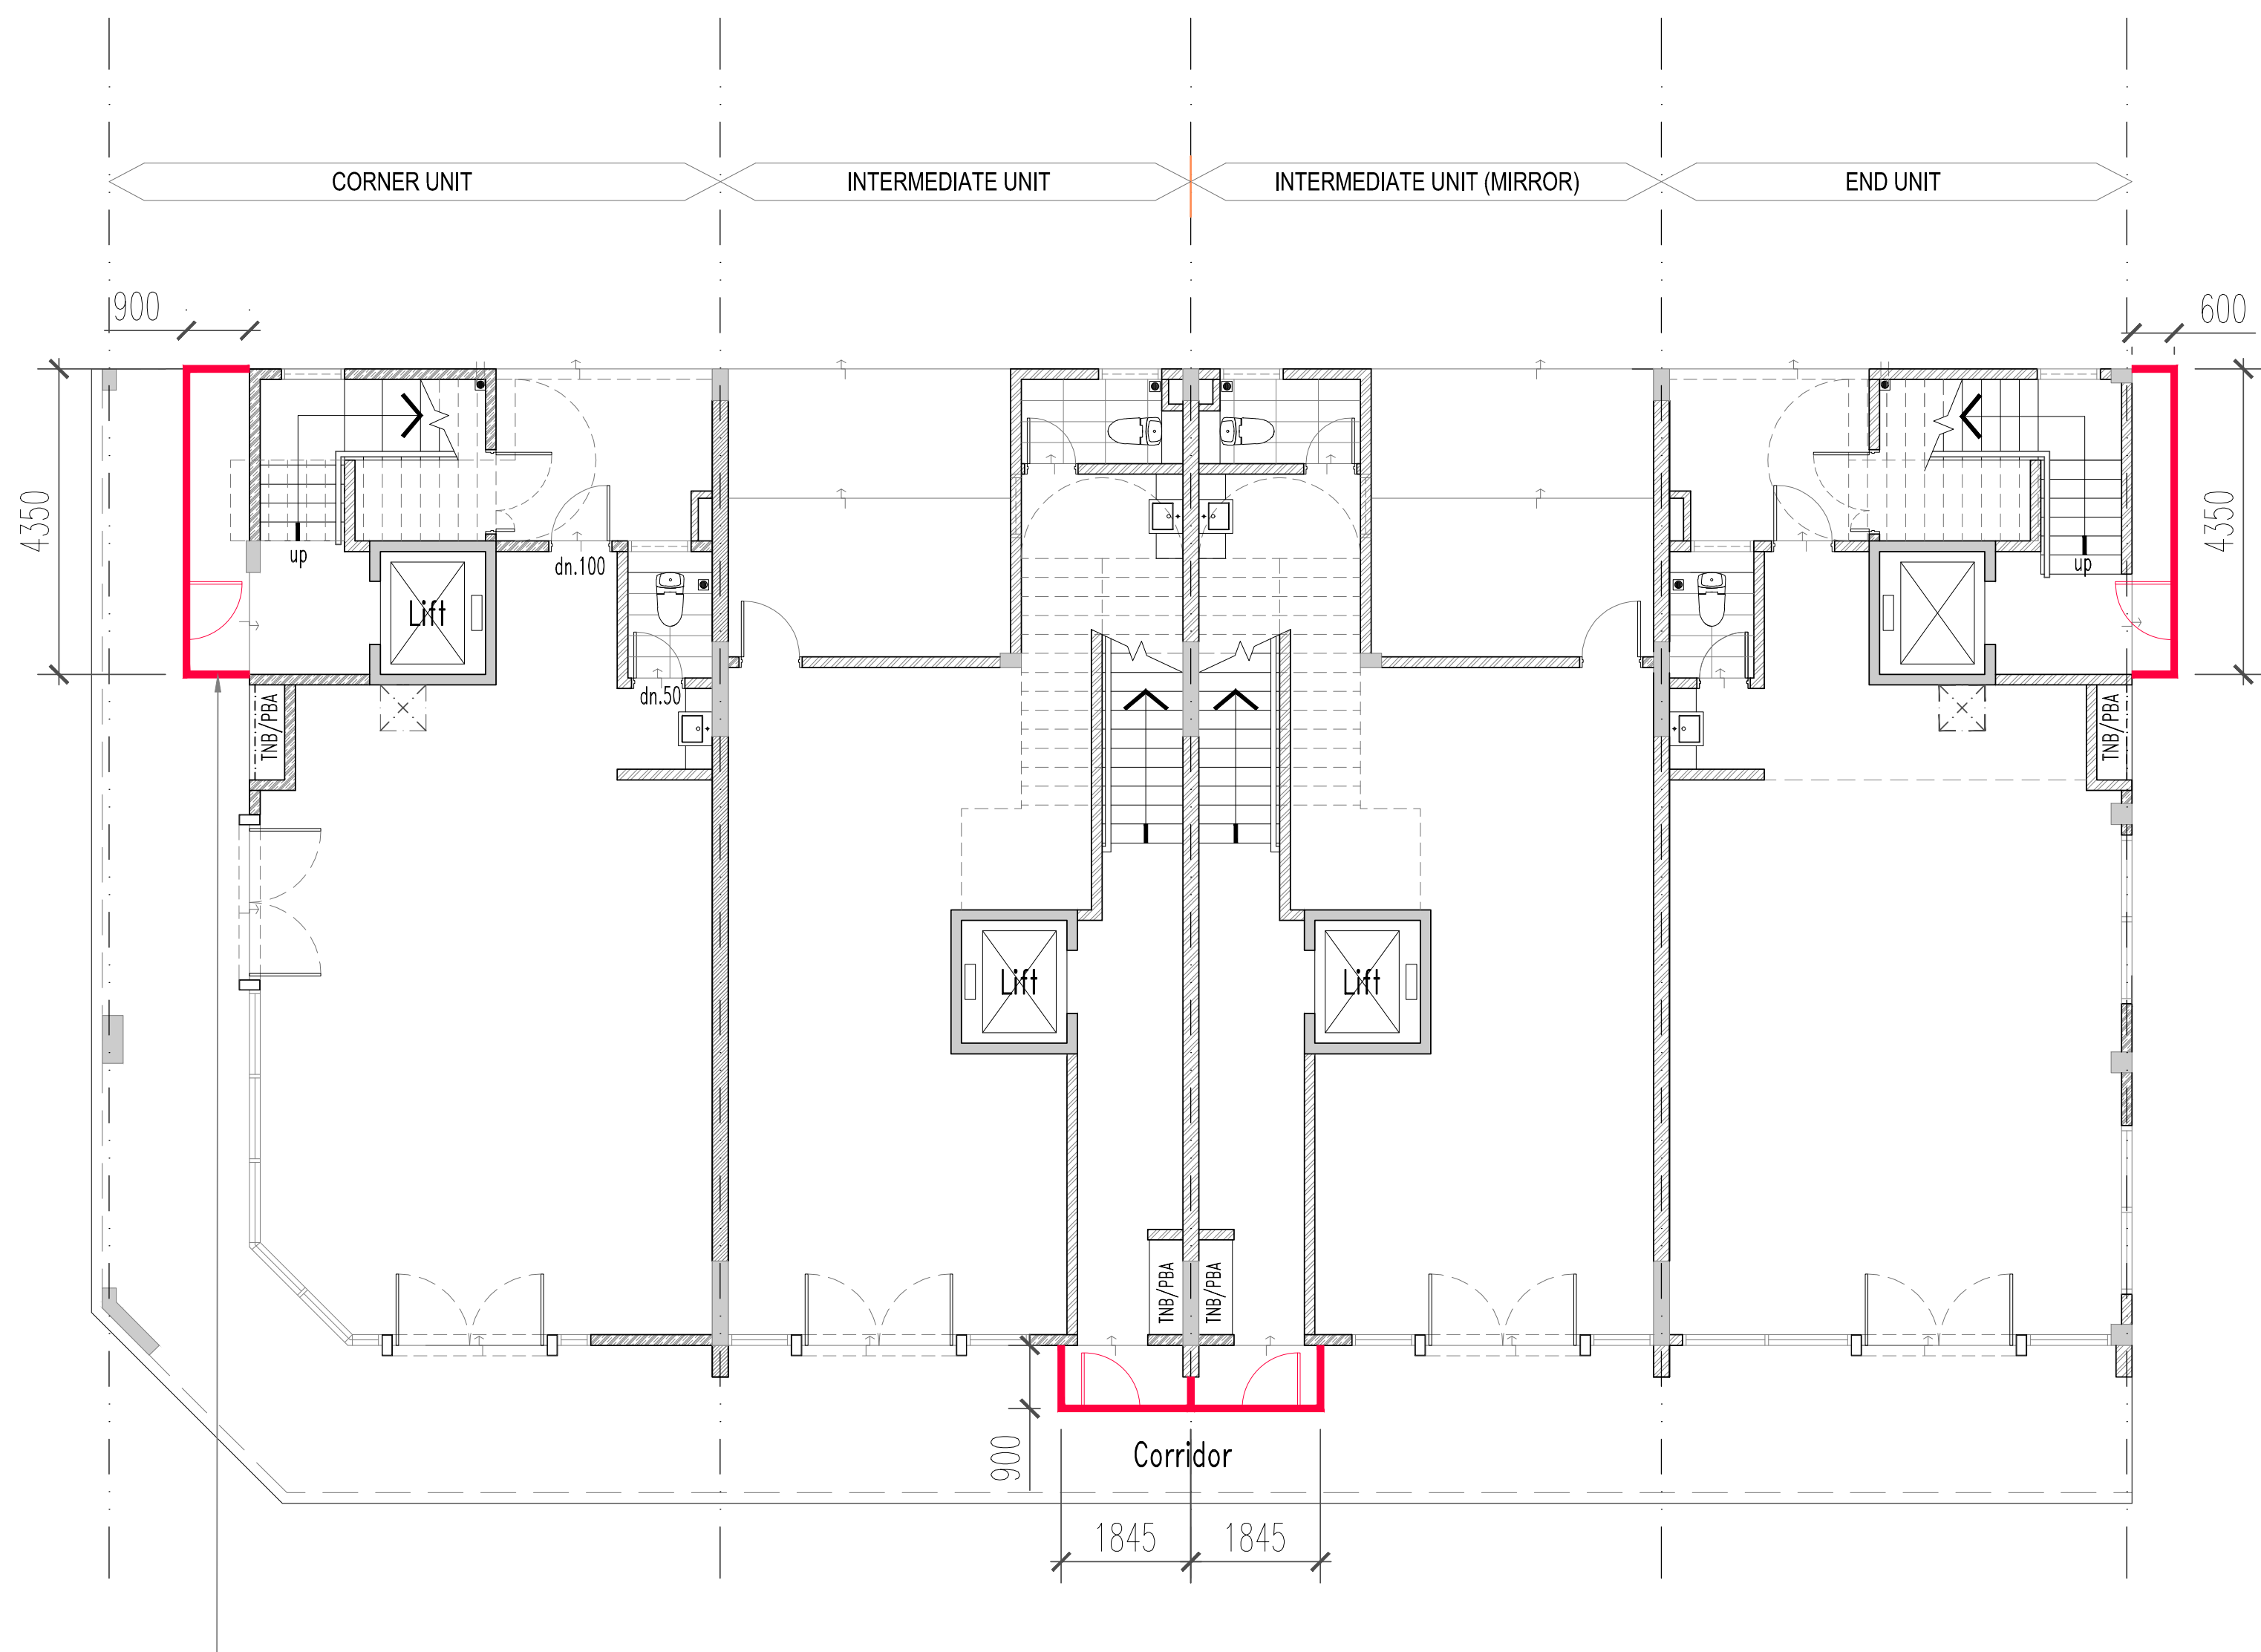 CORNER UNIT
INTERMEDIATE UNIT
INTERMEDIATE UNIT (MIRROR)
END UNIT
900
600
4350
4350
up
dn.100
up
Lift
dn.50
TNB/PBA
TNB/PBA
Lift
Lift
TNB/PBA
TNB/PBA
900
Corridor
1845
1845